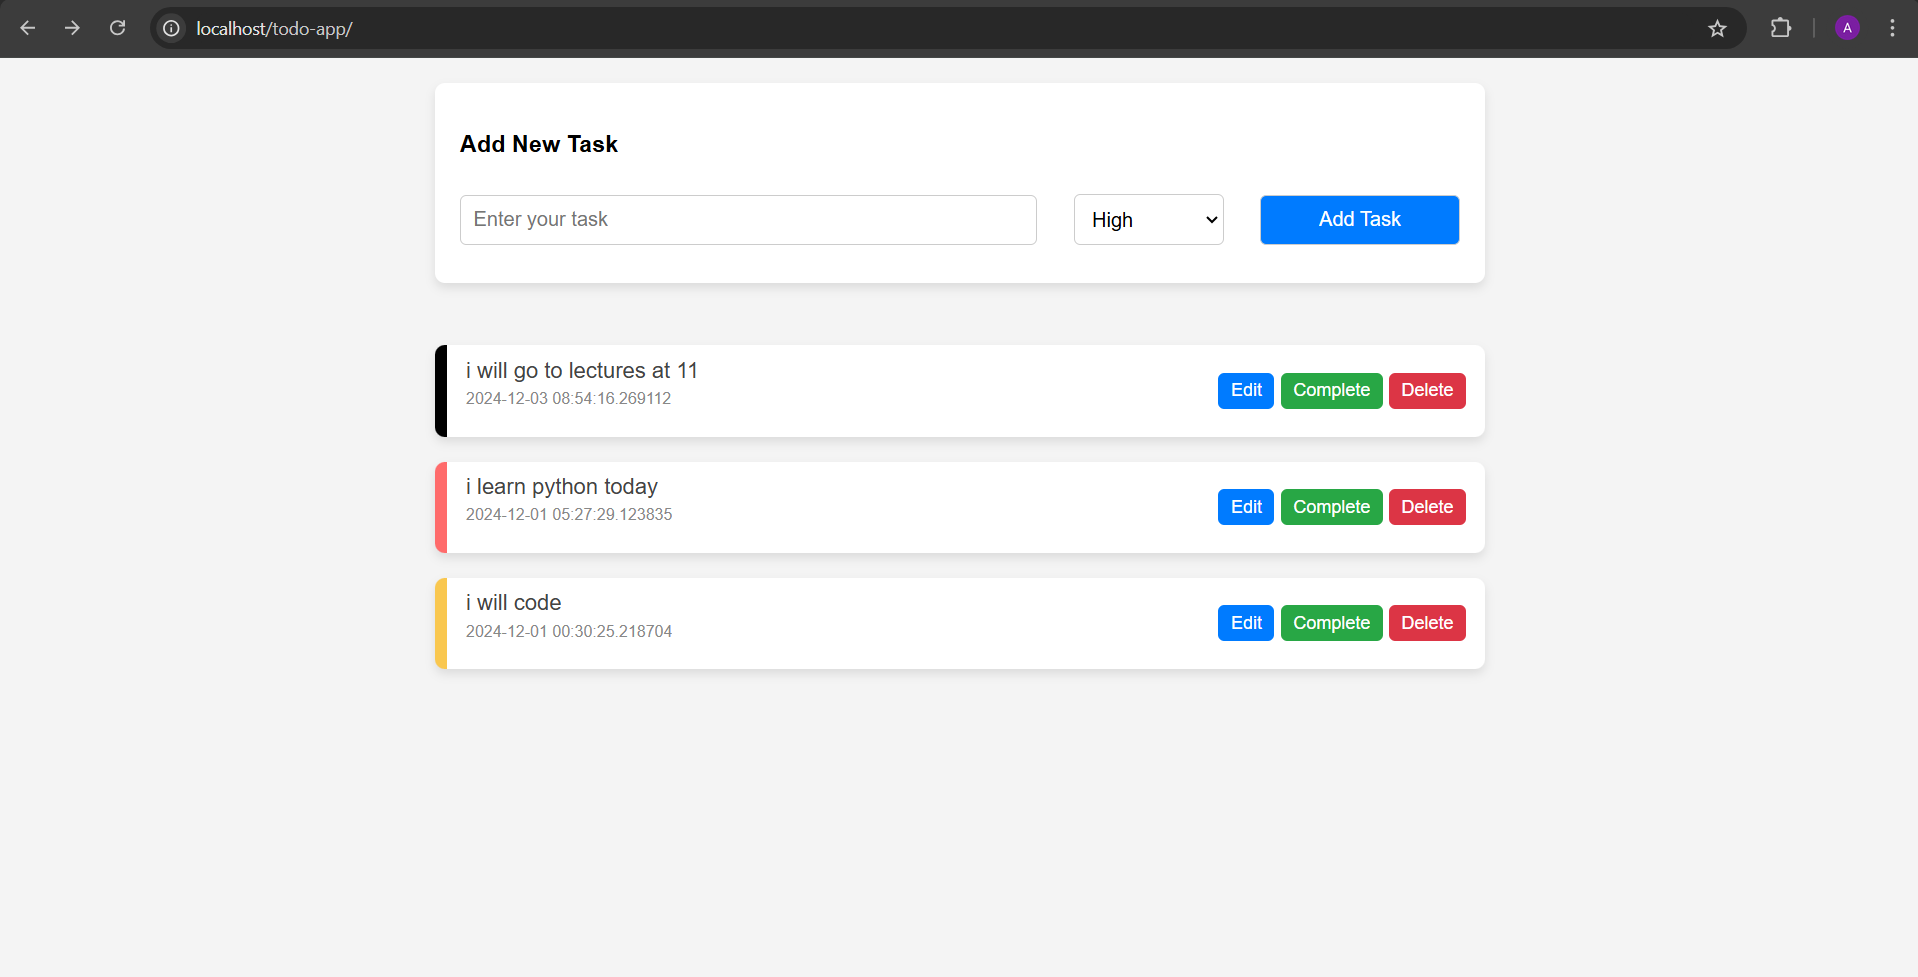 localhost/todo-app/
A
Add New Task
Enter your task
High
Add Task
i will go to lectures at 11
2024-12-03 08:54:16.269112
Edit Complete Delete
i learn python today
2024-12-01 05:27:29.123835
Edit Complete Delete
i will code
2024-12-01 00:30:25.218704
Edit Complete Delete